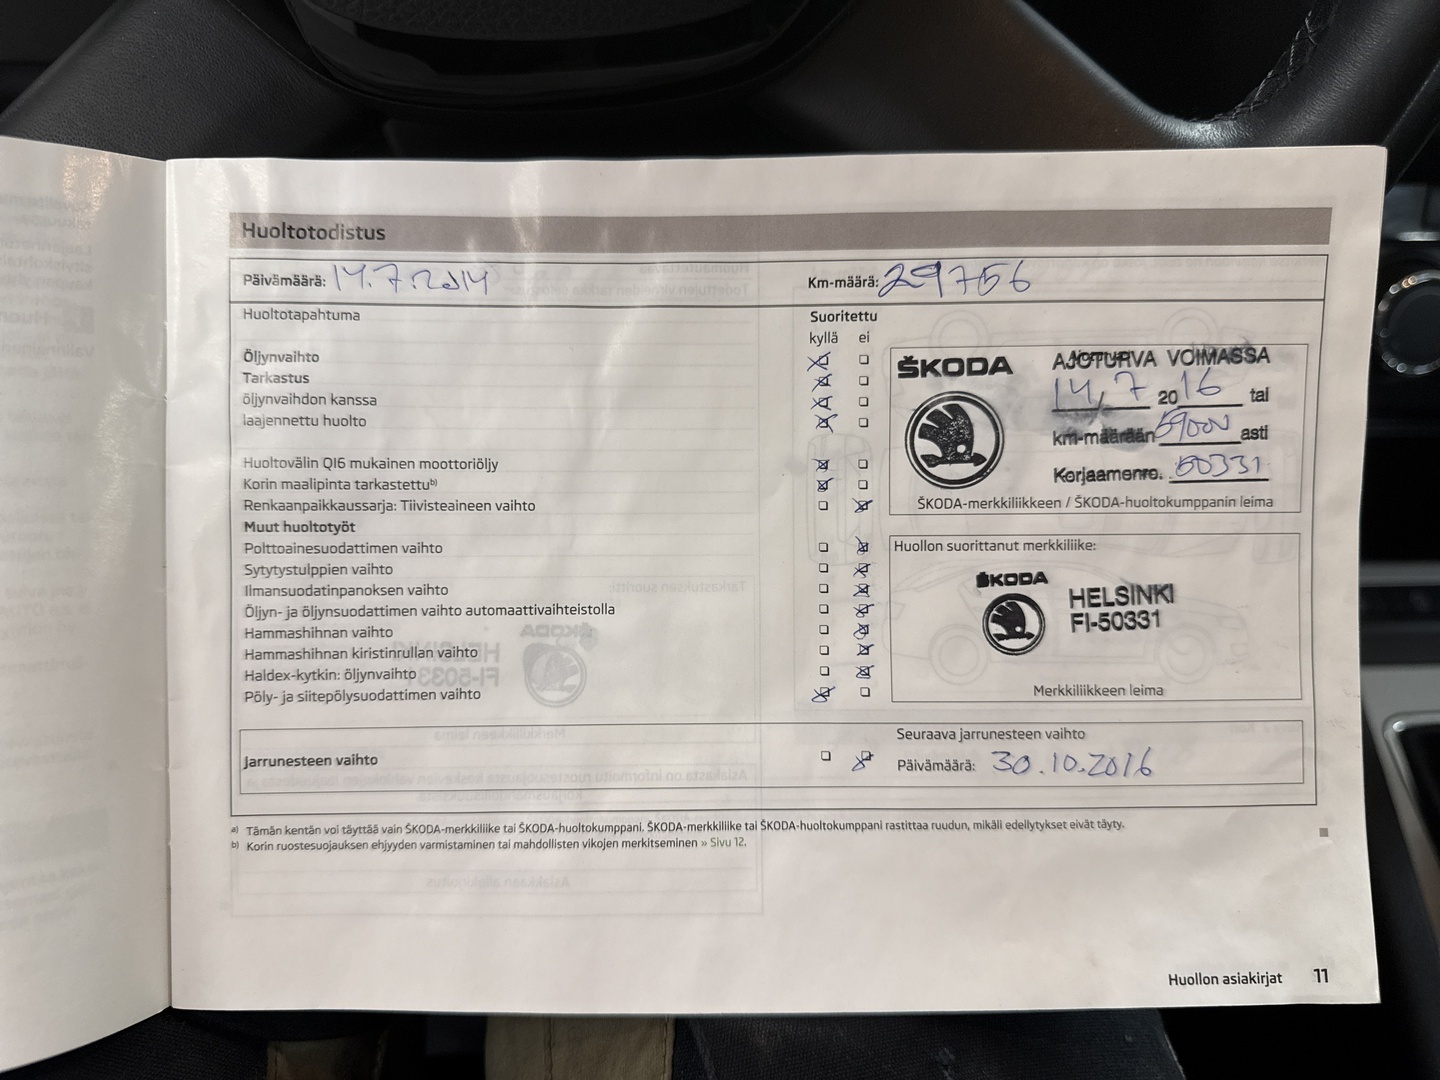 Huoltotodistus
Päivämäärä: 14.7.2014 Km-määrä: 29756
Huoltotapahtuma Suoritettu
kyllä ei
Öljynvaihto
Tarkastus
öljynvaihdon kanssa
laajennettu huolto
Huoltovälin QI6 mukainen moottoriöljy
Korin maalipinta tarkastettu b)
Renkaanpaikkaussarja: Tiivisteaineen vaihto
Muut huoltotyöt
Polttoainesuodattimen vaihto
Sytytystulppien vaihto
Ilmansuodatinpanoksen vaihto
Öljyn- ja öljynsuodattimen vaihto automaattivaihteistolla
Hammashihnan vaihto
Hammashihnan kiristinrullan vaihto
Haldex-kytkin: öljynvaihto
Pöly- ja siitepölysuodattimen vaihto
ŠKODA
AJOTURVA VOIMASSA
14.7 2016 tai
km-määrään asti
Korjaamonro. 50331
ŠKODA-merkkiliikkeen / ŠKODA-huoltokumppanin leima
Huollon suorittanut merkkiliike:
ŠKODA
HELSINKI
FI-50331
Merkkiliikkeen leima
Jarrunesteen vaihto
Seuraava jarrunesteen vaihto
Päivämäärä: 30.10.2016
a) Tämän kentän voi täyttää vain ŠKODA-merkkiliike tai ŠKODA-huoltokumppani. ŠKODA-merkkiliike tai ŠKODA-huoltokumppani rastittaa ruudun, mikäli edellytykset eivät täyty.
b) Korin ruostesuojauksen ehjyyden varmistaminen tai mahdollisten vikojen merkitseminen » Sivu 12.
Huollon asiakirjat 11